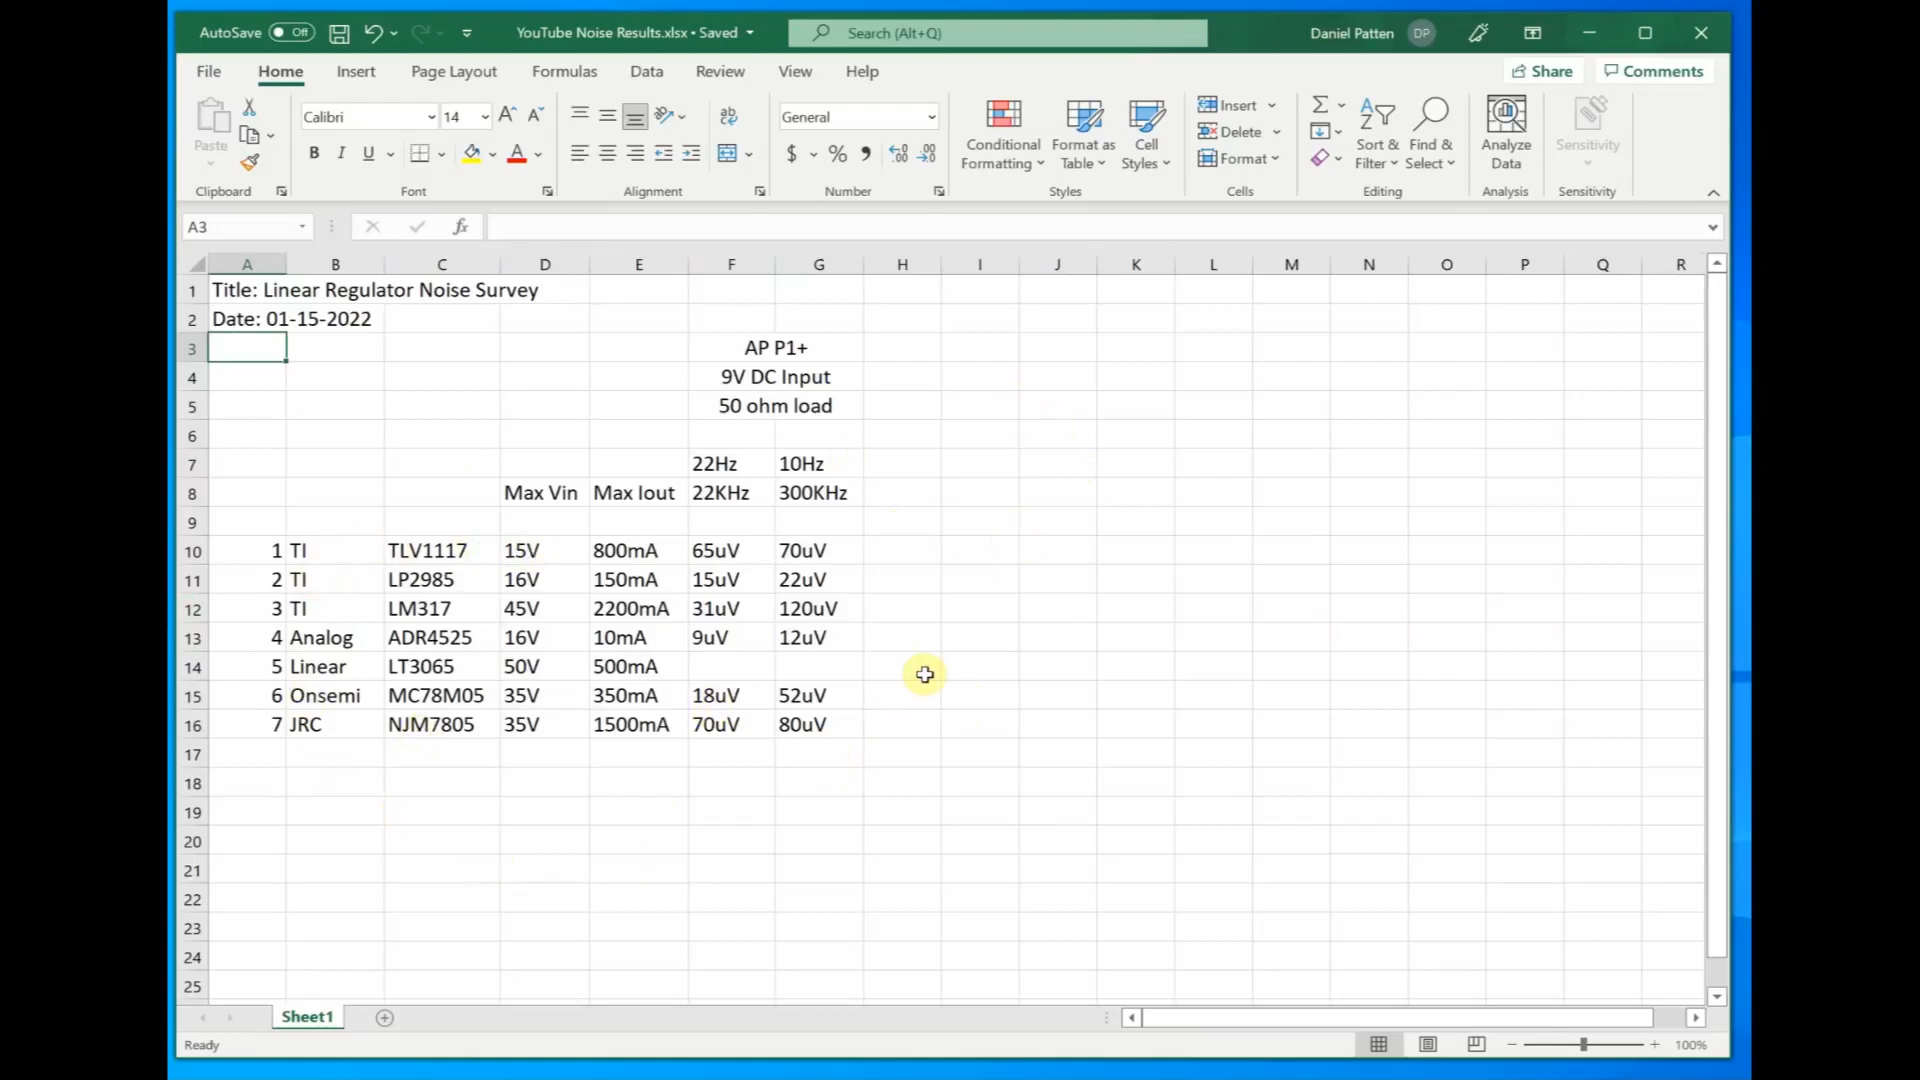 AutoSave Off YouTube Noise Results.xlsx • Saved Search (Alt+Q) Daniel Patten DP
File Home Insert Page Layout Formulas Data Review View Help Share Comments
Paste
Clipboard
Calibri 14
B I U A
Font
ab
Alignment
General
$ % 9
Number
Conditional Formatting
Format as Table
Cell Styles
Styles
Insert
Delete
Format
Cells
Sort & Filter
Find & Select
Editing
Analyze Data
Analysis
Sensitivity
Sensitivity
A3 fx
A B C D E F G H I J K L M N O P Q R
1 Title: Linear Regulator Noise Survey
2 Date: 01-15-2022
3 AP P1+
4 9V DC Input
5 50 ohm load
6
7 22Hz 10Hz
8 Max Vin Max Iout 22KHz 300KHz
9
10 1 TI TLV1117 15V 800mA 65uV 70uV
11 2 TI LP2985 16V 150mA 15uV 22uV
12 3 TI LM317 45V 2200mA 31uV 120uV
13 4 Analog ADR4525 16V 10mA 9uV 12uV
14 5 Linear LT3065 50V 500mA
15 6 Onsemi MC78M05 35V 350mA 18uV 52uV
16 7 JRC NJM7805 35V 1500mA 70uV 80uV
17
18
19
20
21
22
23
24
25
Sheet1
Ready 100%